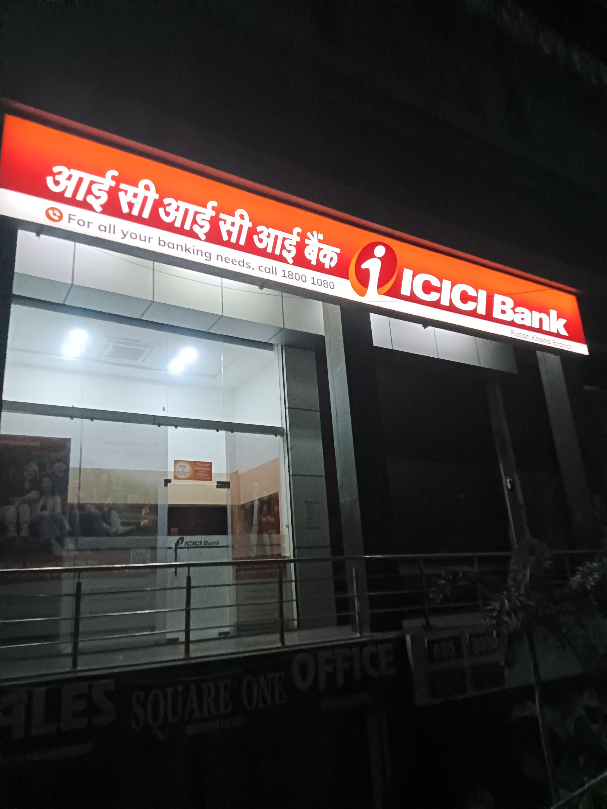 आई सी आई सी आई बैंक
For all your banking needs, call 1800 1080
ICICI Bank
ICICI Bank
SQUARE ONE
OFFICE